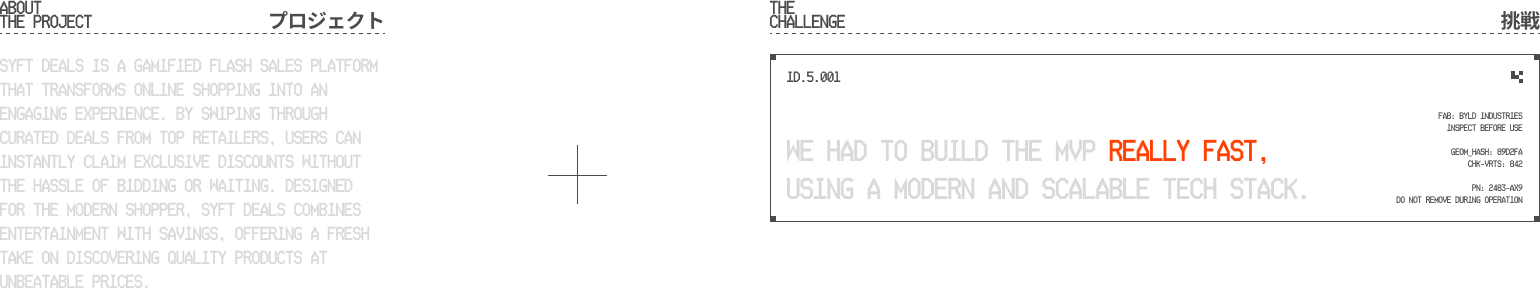 ABOUT
THE PROJECT
プロジェクト
SYFT DEALS IS A GAMIFIED FLASH SALES PLATFORM
THAT TRANSFORMS ONLINE SHOPPING INTO AN
ENGAGING EXPERIENCE. BY SWIPING THROUGH
CURATED DEALS FROM TOP RETAILERS, USERS CAN
INSTANTLY CLAIM EXCLUSIVE DISCOUNTS WITHOUT
THE HASSLE OF BIDDING OR WAITING. DESIGNED
FOR THE MODERN SHOPPER, SYFT DEALS COMBINES
ENTERTAINMENT WITH SAVINGS, OFFERING A FRESH
TAKE ON DISCOVERING QUALITY PRODUCTS AT
UNBEATABLE PRICES.
THE
CHALLENGE
挑戦
ID.5.001
WE HAD TO BUILD THE MVP REALLY FAST,
USING A MODERN AND SCALABLE TECH STACK.
FAB: BYLD INDUSTRIES
INSPECT BEFORE USE
GEOM_HASH: 89D2FA
CHK-VRTS: 842
PN: 2483-AX9
DO NOT REMOVE DURING OPERATION